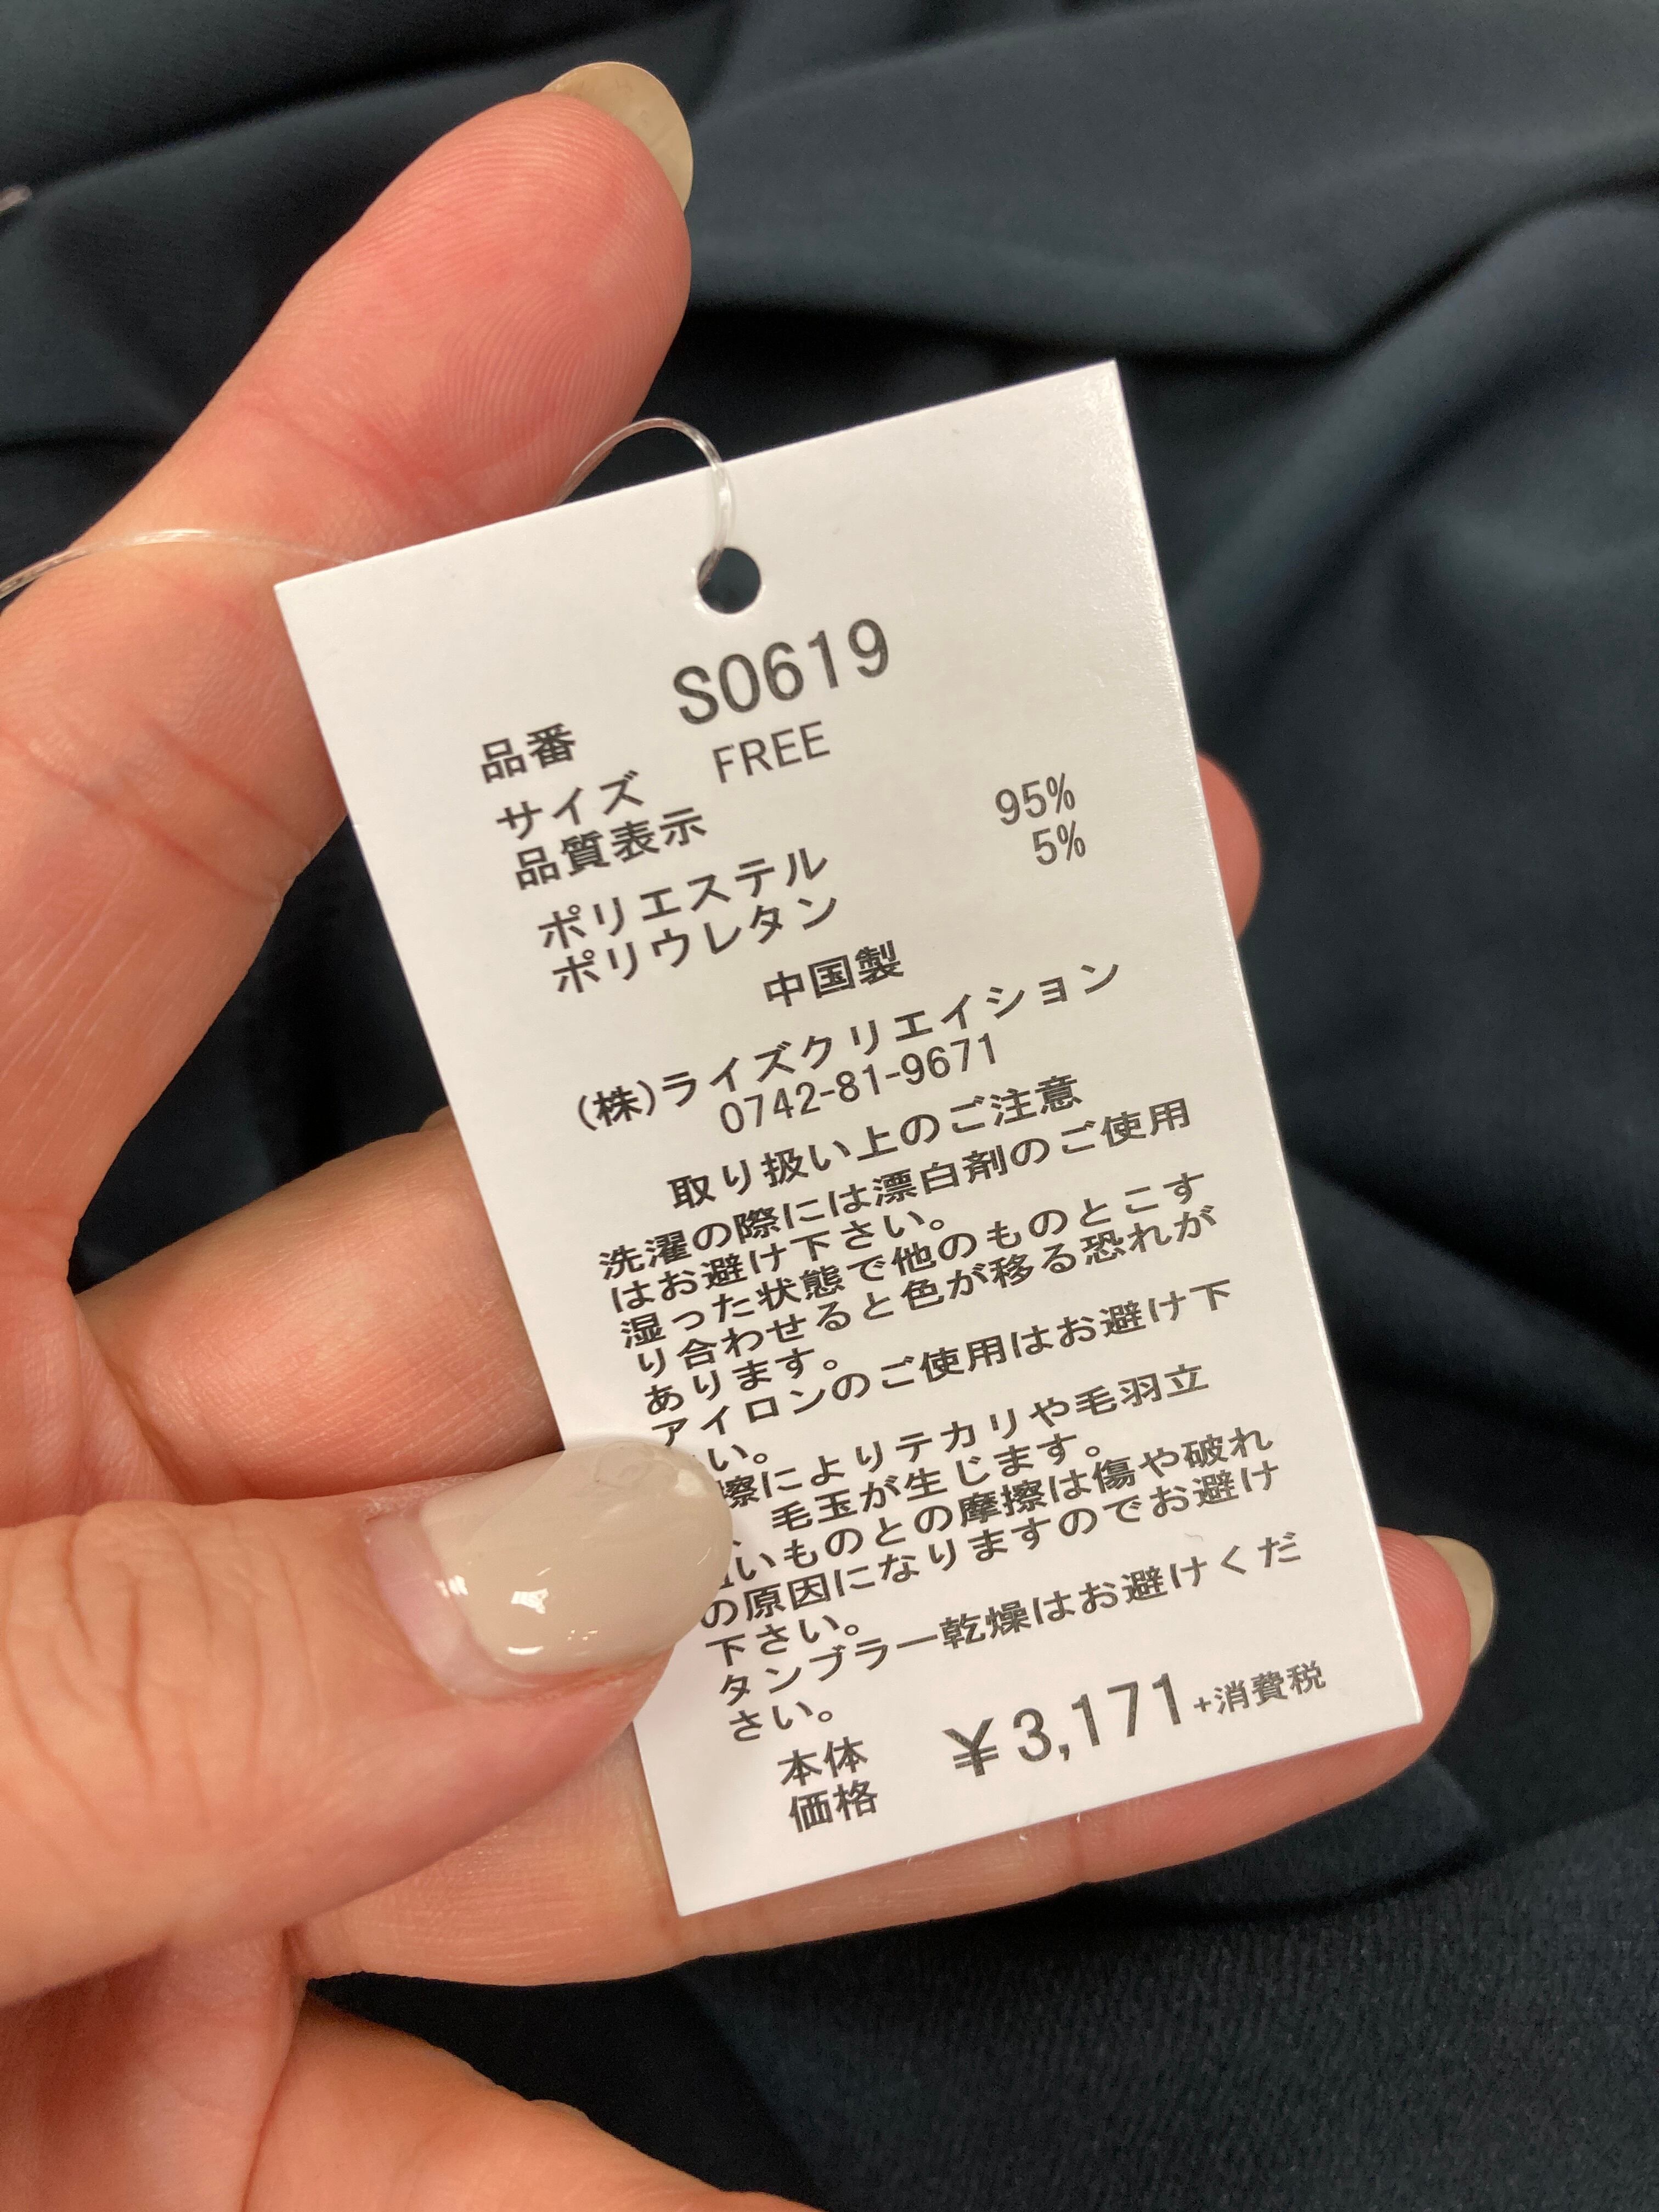 品番 S0619
サイズ FREE
品質表示
ポリエステル 95%
ポリウレタン 5%
中国製
(株)ライズクリエイション
0742-81-9671
取り扱い上のご注意
洗濯の際には漂白剤のご使用
はお避け下さい。
湿った状態で他のものとこす
り合わせると色が移る恐れが
あります。
アイロンのご使用はお避け下
い。
擦によりテカリや毛羽立
、毛玉が生じます。
いものとの摩擦は傷や破れ
の原因になりますのでお避け
下さい。
タンブラー乾燥はお避けくだ
さい。
本体
価格 ¥3,171+消費税